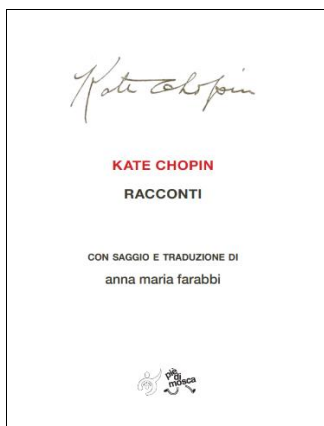 Kate Chopin
KATE CHOPIN
RACCONTI
CON SAGGIO E TRADUZIONE DI
anna maria farabbi
piè
di
mosca